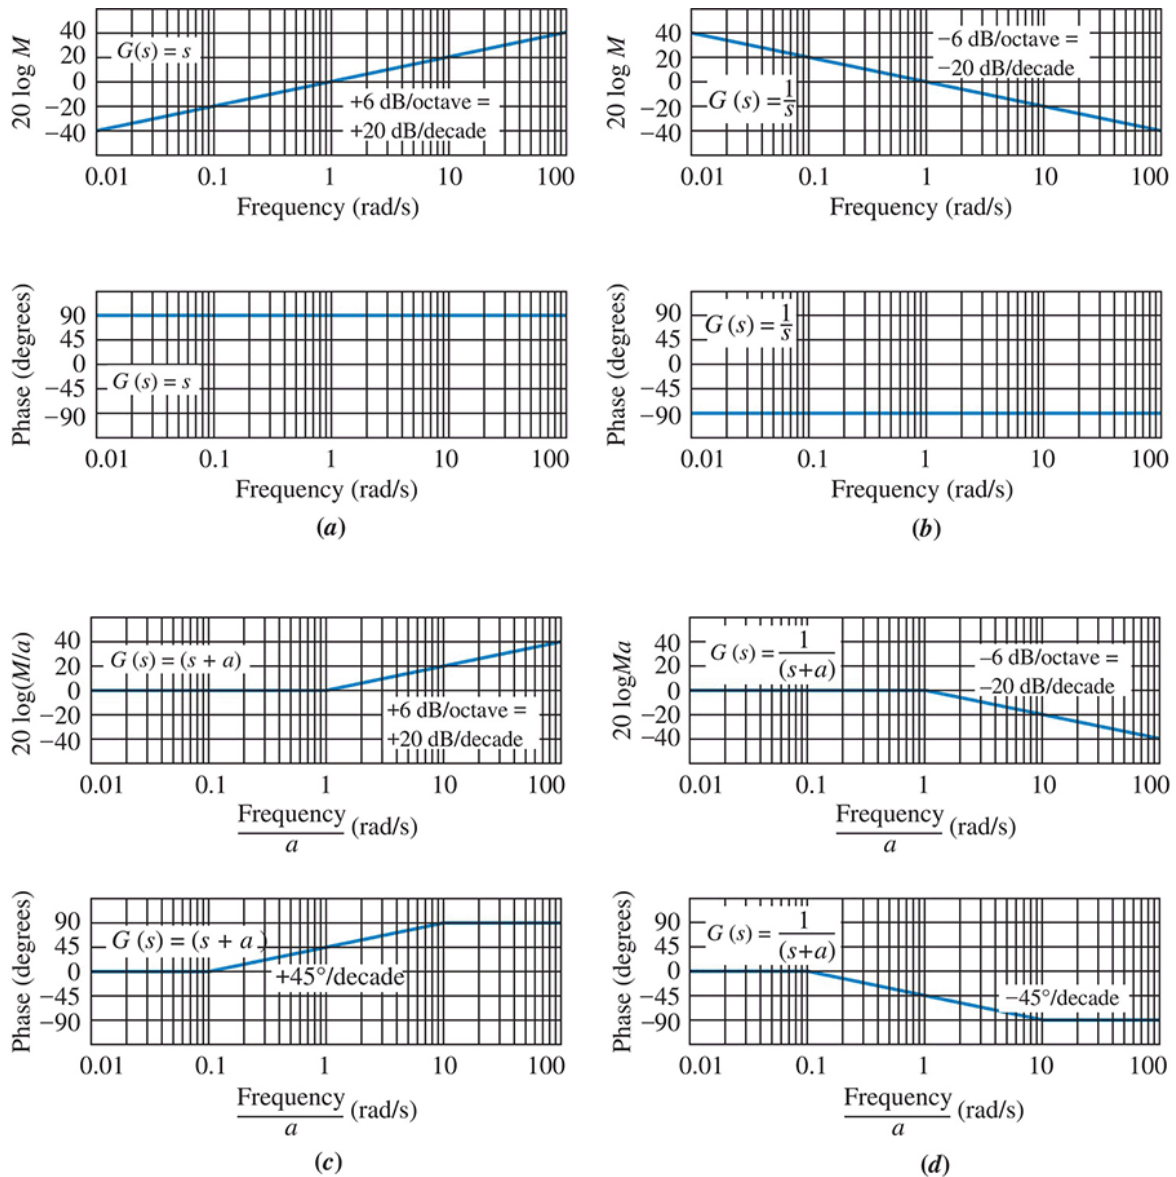 20 log M
40
20
0
−20
−40
G(s) = s
+6 dB/octave =
+20 dB/decade
0.01 0.1 1 10 100
Frequency (rad/s)
Phase (degrees)
90
45
0
−45
−90
G (s) = s
0.01 0.1 1 10 100
Frequency (rad/s)
(a)
20 log M
40
20
0
−20
−40
−6 dB/octave =
−20 dB/decade
G (s) = 1/s
0.01 0.1 1 10 100
Frequency (rad/s)
Phase (degrees)
90
45
0
−45
−90
G (s) = 1/s
0.01 0.1 1 10 100
Frequency (rad/s)
(b)
20 log(M/a)
40
20
0
−20
−40
G (s) = (s + a)
+6 dB/octave =
+20 dB/decade
0.01 0.1 1 10 100
Frequency/a (rad/s)
Phase (degrees)
90
45
0
−45
−90
G (s) = (s + a)
+45°/decade
0.01 0.1 1 10 100
Frequency/a (rad/s)
(c)
20 logMa
40
20
0
−20
−40
G (s) = 1/(s+a)
−6 dB/octave =
−20 dB/decade
0.01 0.1 1 10 100
Frequency/a (rad/s)
Phase (degrees)
90
45
0
−45
−90
G (s) = 1/(s+a)
−45°/decade
0.01 0.1 1 10 100
Frequency/a (rad/s)
(d)